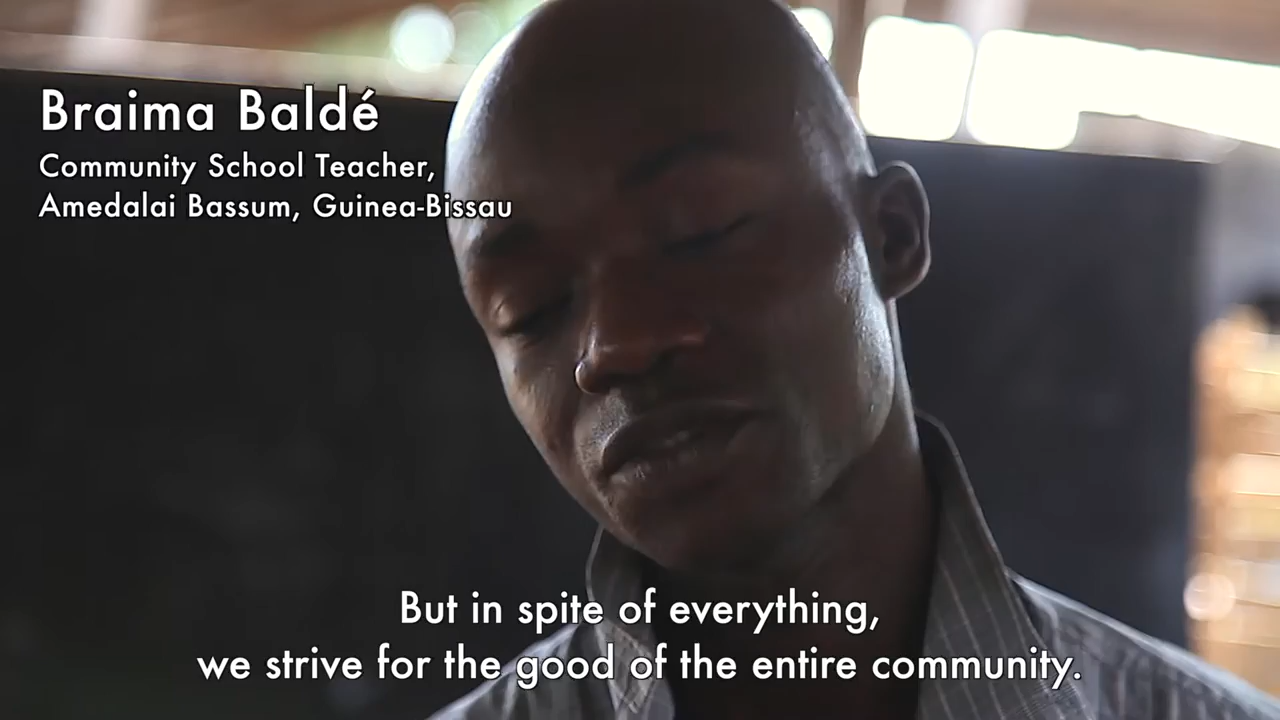 Braima Baldé
Community School Teacher,
Amedalai Bassum, Guinea-Bissau
But in spite of everything,
we strive for the good of the entire community.